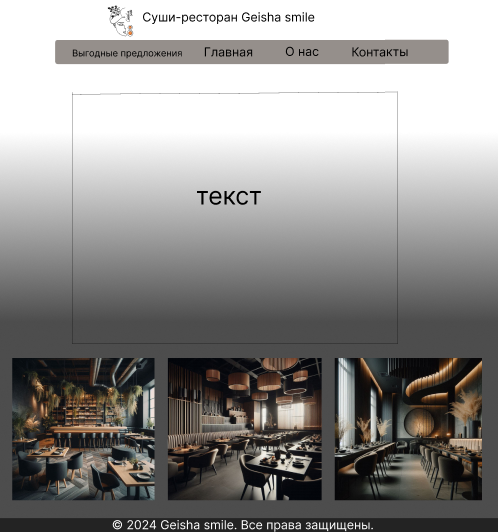 Суши-ресторан Geisha smile
Выгодные предложения Главная О нас Контакты
текст
© 2024 Geisha smile. Все права защищены.